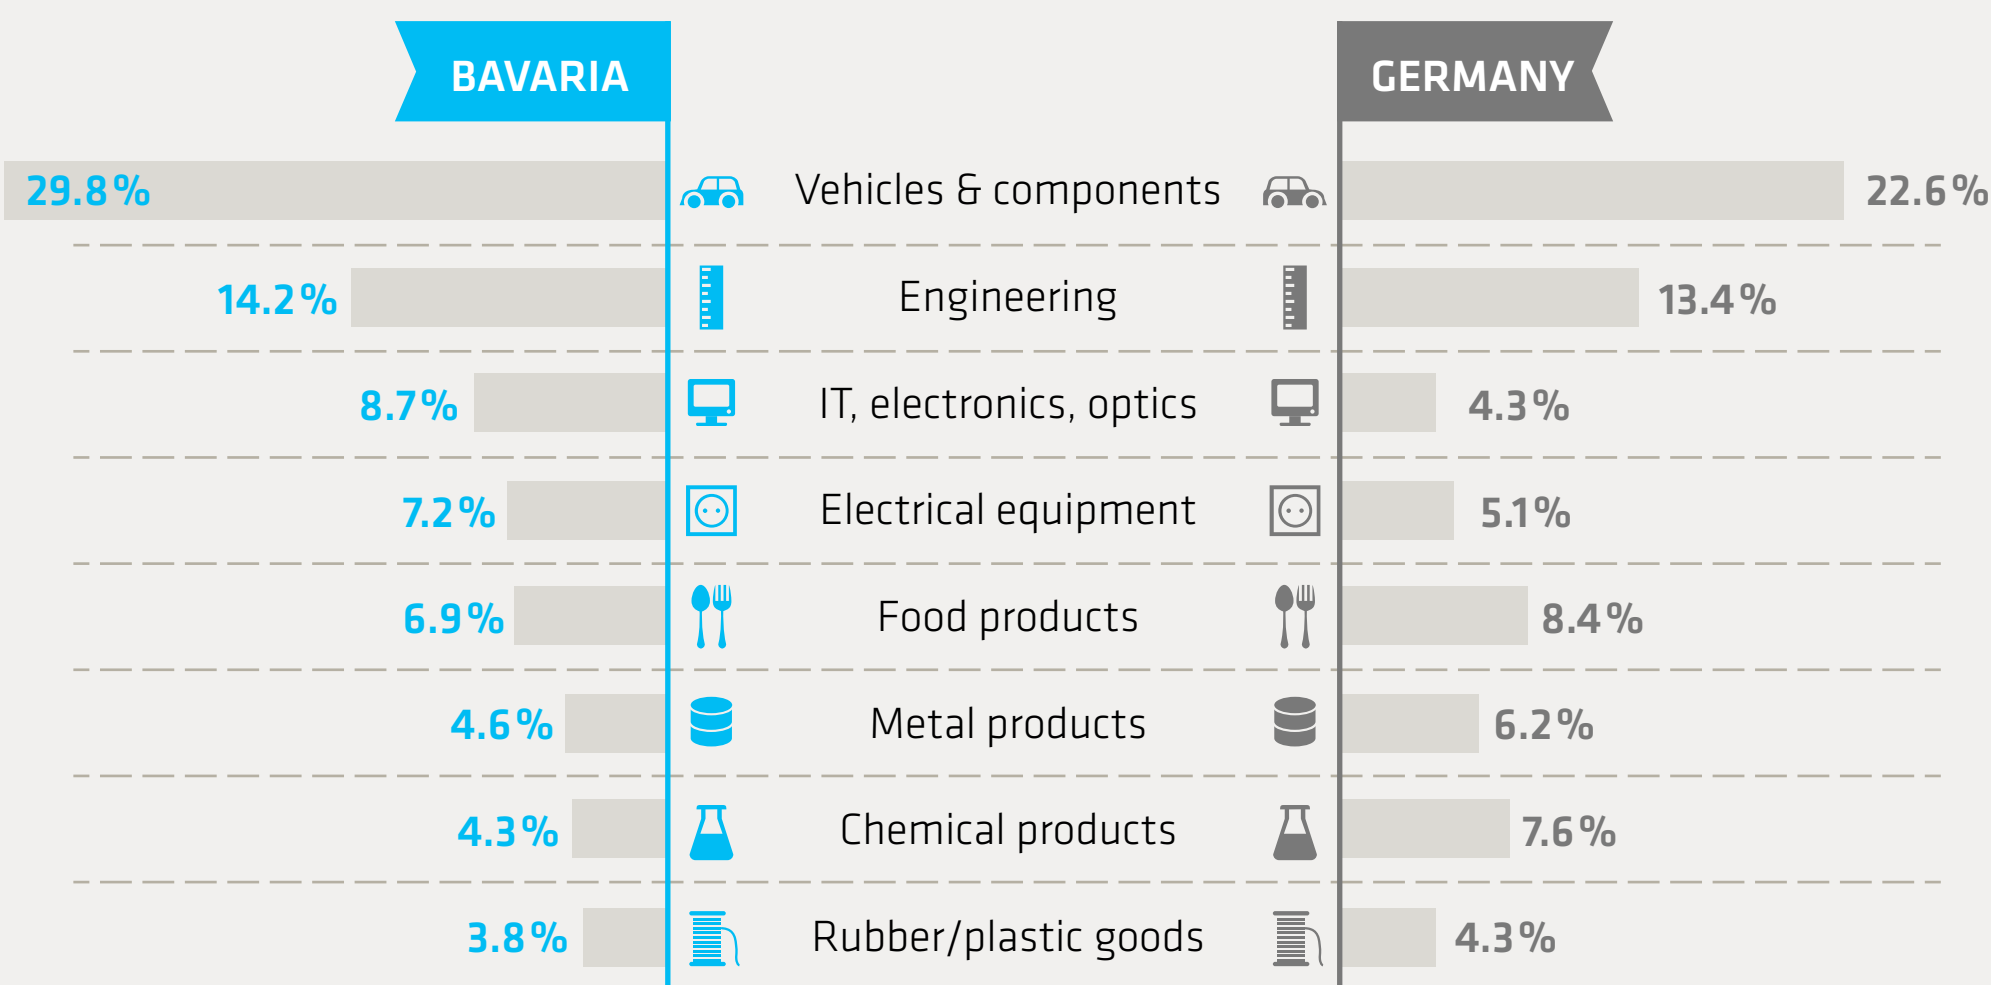 BAVARIA GERMANY
29.8% Vehicles & components 22.6%
14.2% Engineering 13.4%
8.7% IT, electronics, optics 4.3%
7.2% Electrical equipment 5.1%
6.9% Food products 8.4%
4.6% Metal products 6.2%
4.3% Chemical products 7.6%
3.8% Rubber/plastic goods 4.3%